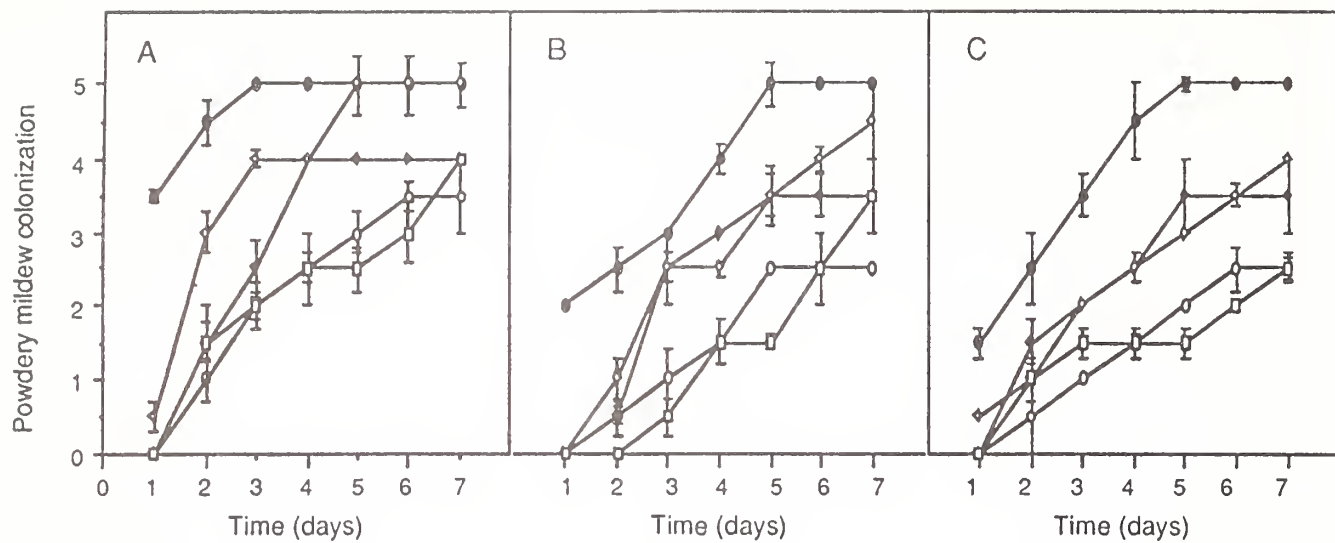 A B C
Powdery mildew colonization
5
4
3
2
1
0
0 1 2 3 4 5 6 7 1 2 3 4 5 6 7 1 2 3 4 5 6 7
Time (days) Time (days) Time (days)